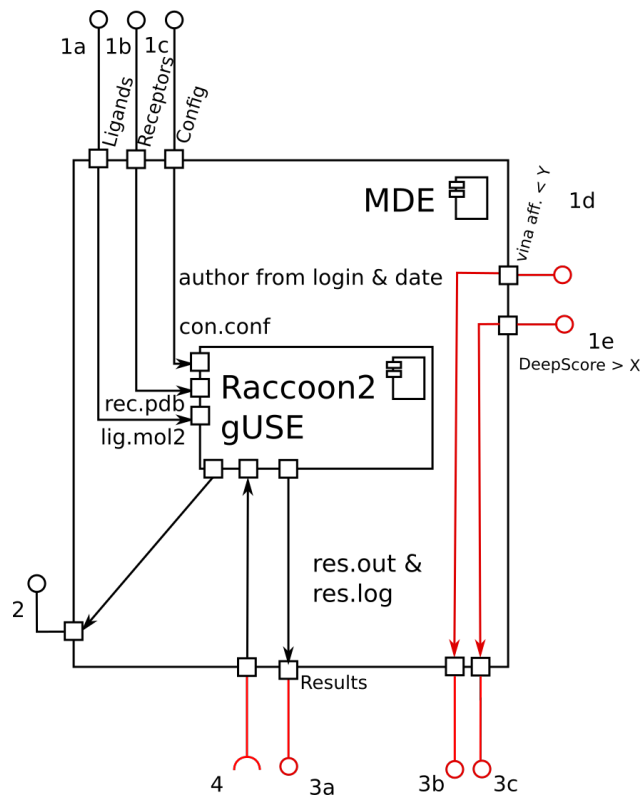 1a
1b
1c
Ligands
Receptors
Config
MDE
vina aff. < Y
1d
author from login & date
con.conf
1e
DeepScore > X
Raccoon2
gUSE
rec.pdb
lig.mol2
res.out &
res.log
2
Results
4
3a
3b
3c